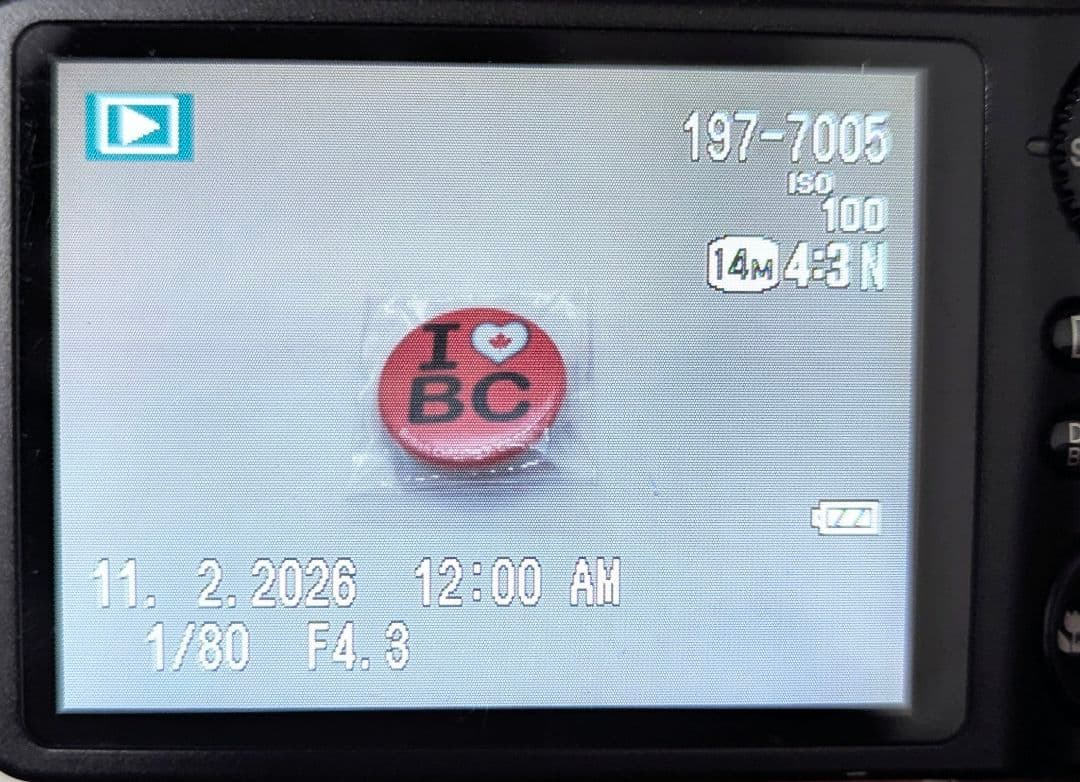 197-7005
ISO
100
14M 4:3 N
I
BC
11. 2.2026 12:00 AM
1/80 F4.3